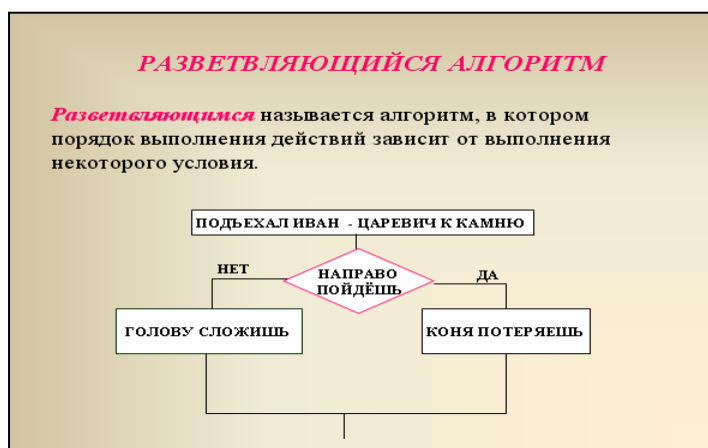 РАЗВЕТВЛЯЮЩИЙСЯ АЛГОРИТМ
Разветвляющимся называется алгоритм, в котором
порядок выполнения действий зависит от выполнения
некоторого условия.
ПОДЪЕХАЛ ИВАН - ЦАРЕВИЧ К КАМНЮ
НЕТ
НАПРАВО
ПОЙДЁШЬ
ДА
ГОЛОВУ СЛОЖИШЬ
КОНЯ ПОТЕРЯЕШЬ